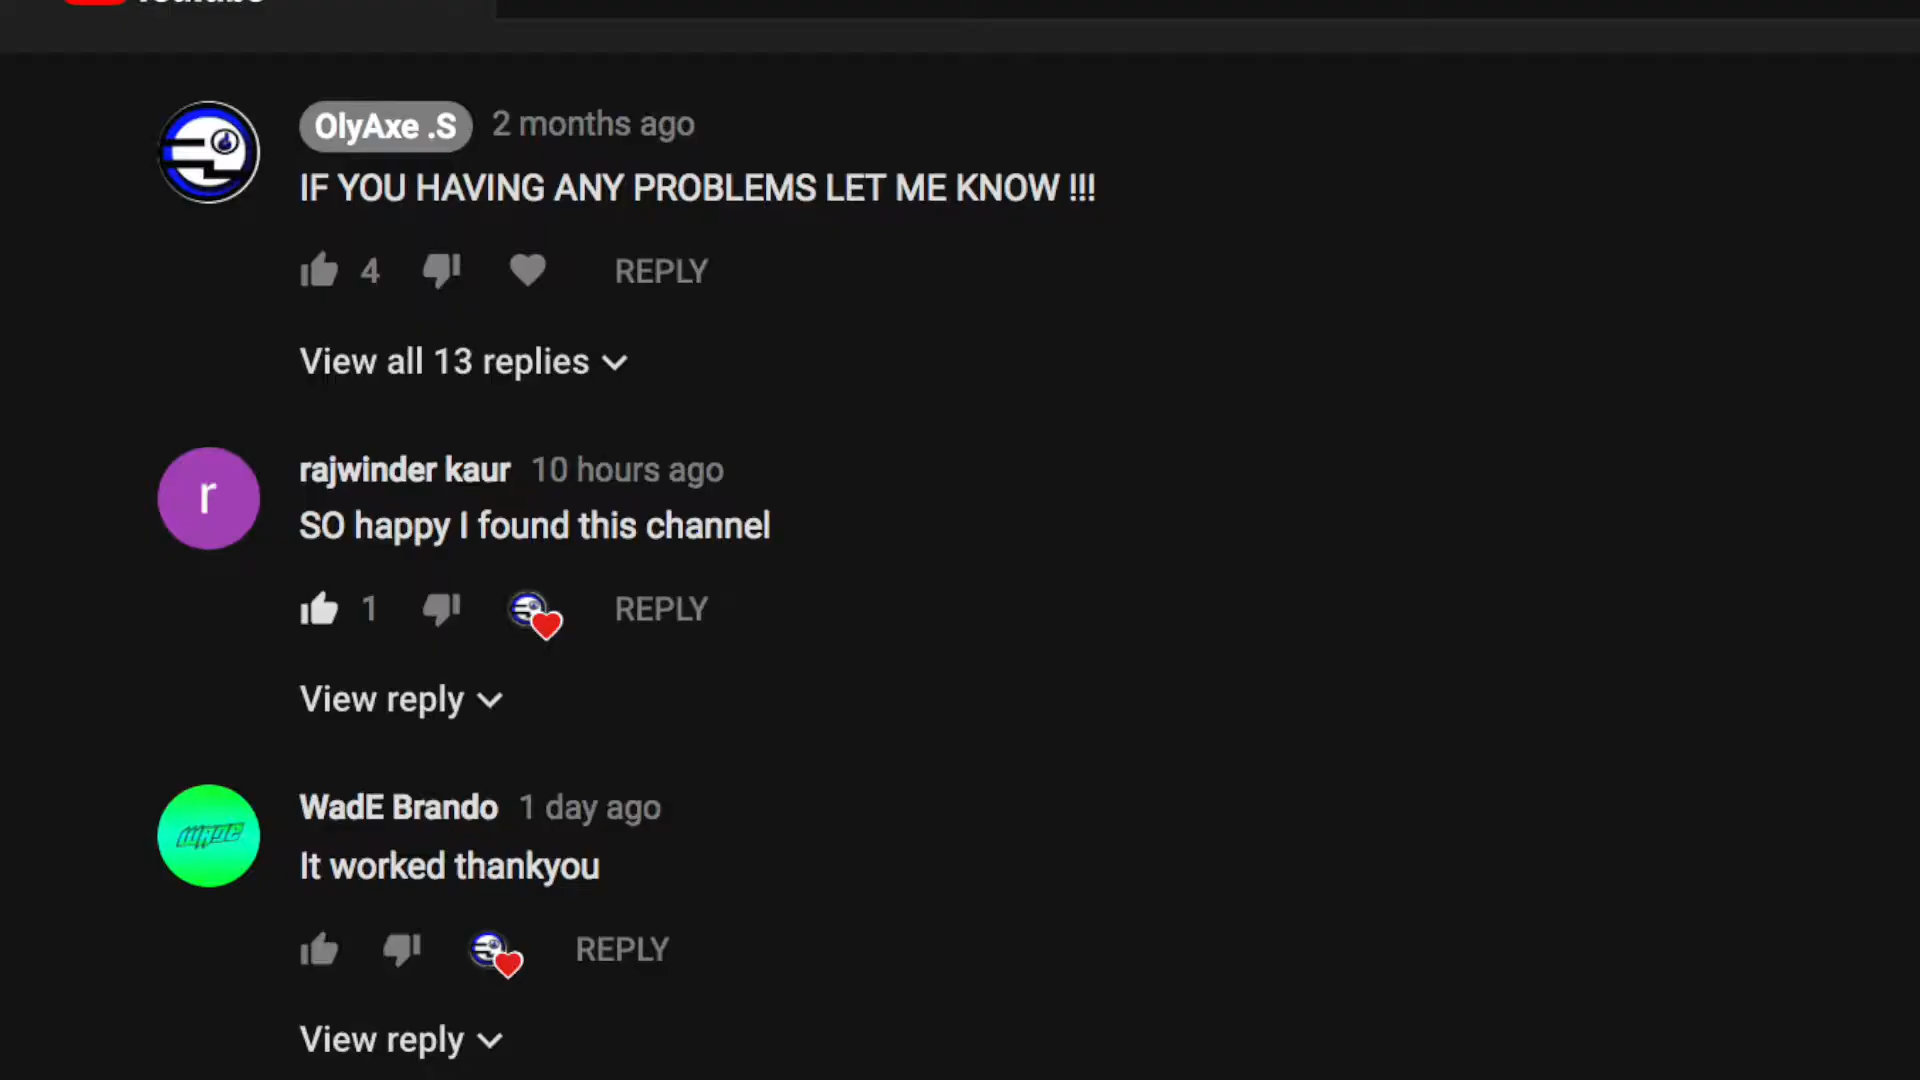 OlyAxe .S 2 months ago
IF YOU HAVING ANY PROBLEMS LET ME KNOW !!!
4 REPLY
View all 13 replies
r
rajwinder kaur 10 hours ago
SO happy I found this channel
1 REPLY
View reply
WADE
WadE Brando 1 day ago
It worked thankyou
REPLY
View reply